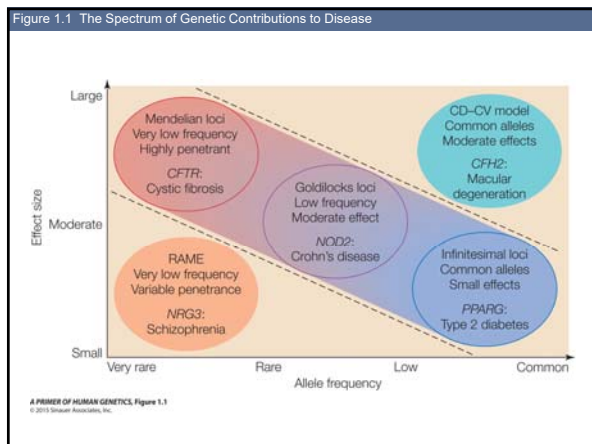 Figure 1.1  The Spectrum of Genetic Contributions to Disease
Large
Moderate
Small
Effect size
Mendelian loci
Very low frequency
Highly penetrant
CFTR:
Cystic fibrosis
CD–CV model
Common alleles
Moderate effects
CFH2:
Macular
degeneration
Goldilocks loci
Low frequency
Moderate effect
NOD2:
Crohn's disease
RAME
Very low frequency
Variable penetrance
NRG3:
Schizophrenia
Infinitesimal loci
Common alleles
Small effects
PPARG:
Type 2 diabetes
Very rare
Rare
Low
Common
Allele frequency
A PRIMER OF HUMAN GENETICS, Figure 1.1
© 2015 Sinauer Associates, Inc.